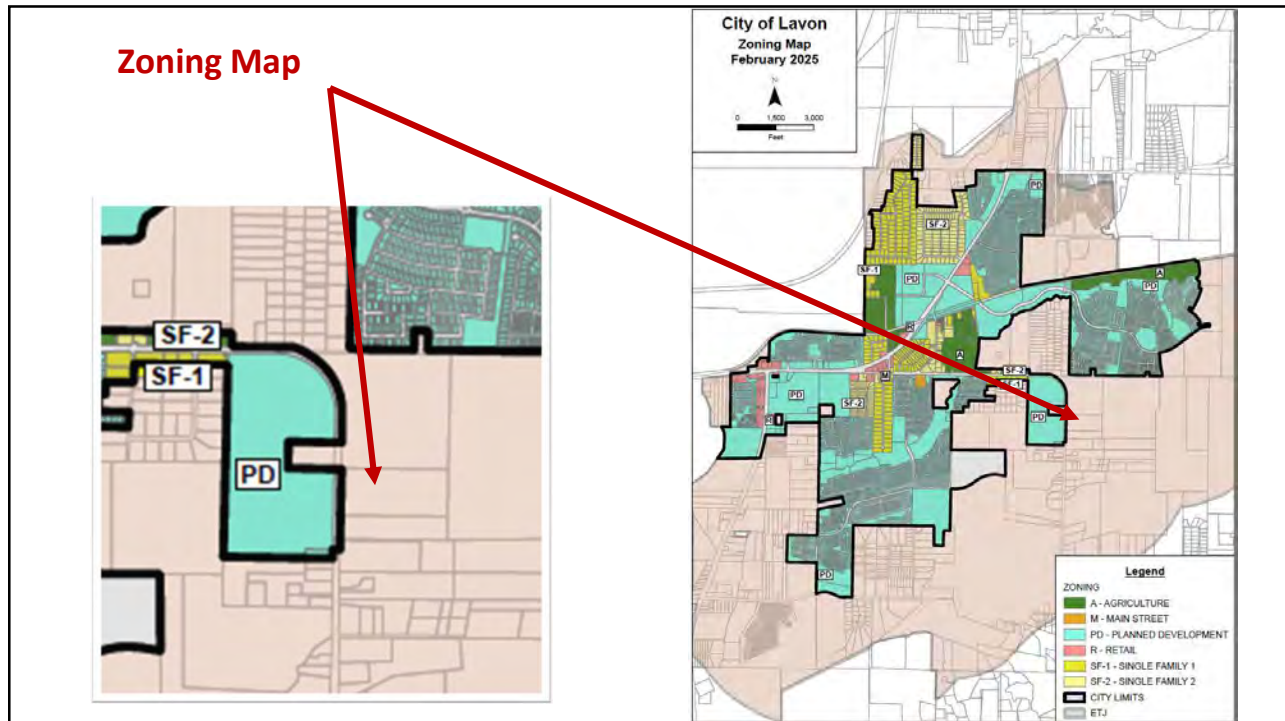 Zoning Map
SF-2
SF-1
PD
City of Lavon
Zoning Map
February 2025
N
0 1,500 3,000
Feet
PD
SF-2
SF-1
PD
A
PD
R
A
M
SF-2
SF-1
PD
PD
SF-2
R
PD
Legend
ZONING
A - AGRICULTURE
M - MAIN STREET
PD - PLANNED DEVELOPMENT
R - RETAIL
SF-1 - SINGLE FAMILY 1
SF-2 - SINGLE FAMILY 2
CITY LIMITS
ETJ